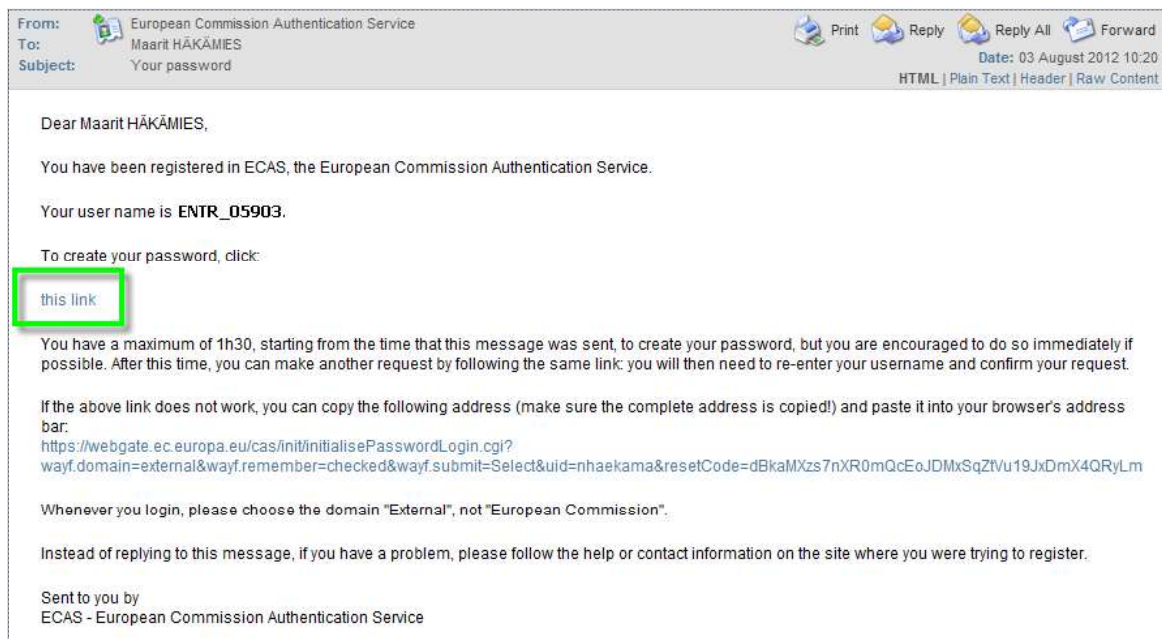 From: European Commission Authentication Service
To: Maarit HÄKÄMIES
Subject: Your password
Print Reply Reply All Forward
Date: 03 August 2012 10:20
HTML | Plain Text | Header | Raw Content
Dear Maarit HÄKÄMIES,
You have been registered in ECAS, the European Commission Authentication Service.
Your user name is ENTR_05903.
To create your password, click:
this link
You have a maximum of 1h30, starting from the time that this message was sent, to create your password, but you are encouraged to do so immediately if
possible. After this time, you can make another request by following the same link: you will then need to re-enter your username and confirm your request.
If the above link does not work, you can copy the following address (make sure the complete address is copied!) and paste it into your browser's address
bar:
https://webgate.ec.europa.eu/cas/init/initialisePasswordLogin.cgi?
wayf.domain=external&wayf.remember=checked&wayf.submit=Select&uid=nhaekama&resetCode=dBkaMXzs7nXR0mQcEoJDMxSqZtVu19JxDmX4QRyLm
Whenever you login, please choose the domain "External", not "European Commission".
Instead of replying to this message, if you have a problem, please follow the help or contact information on the site where you were trying to register.
Sent to you by
ECAS - European Commission Authentication Service